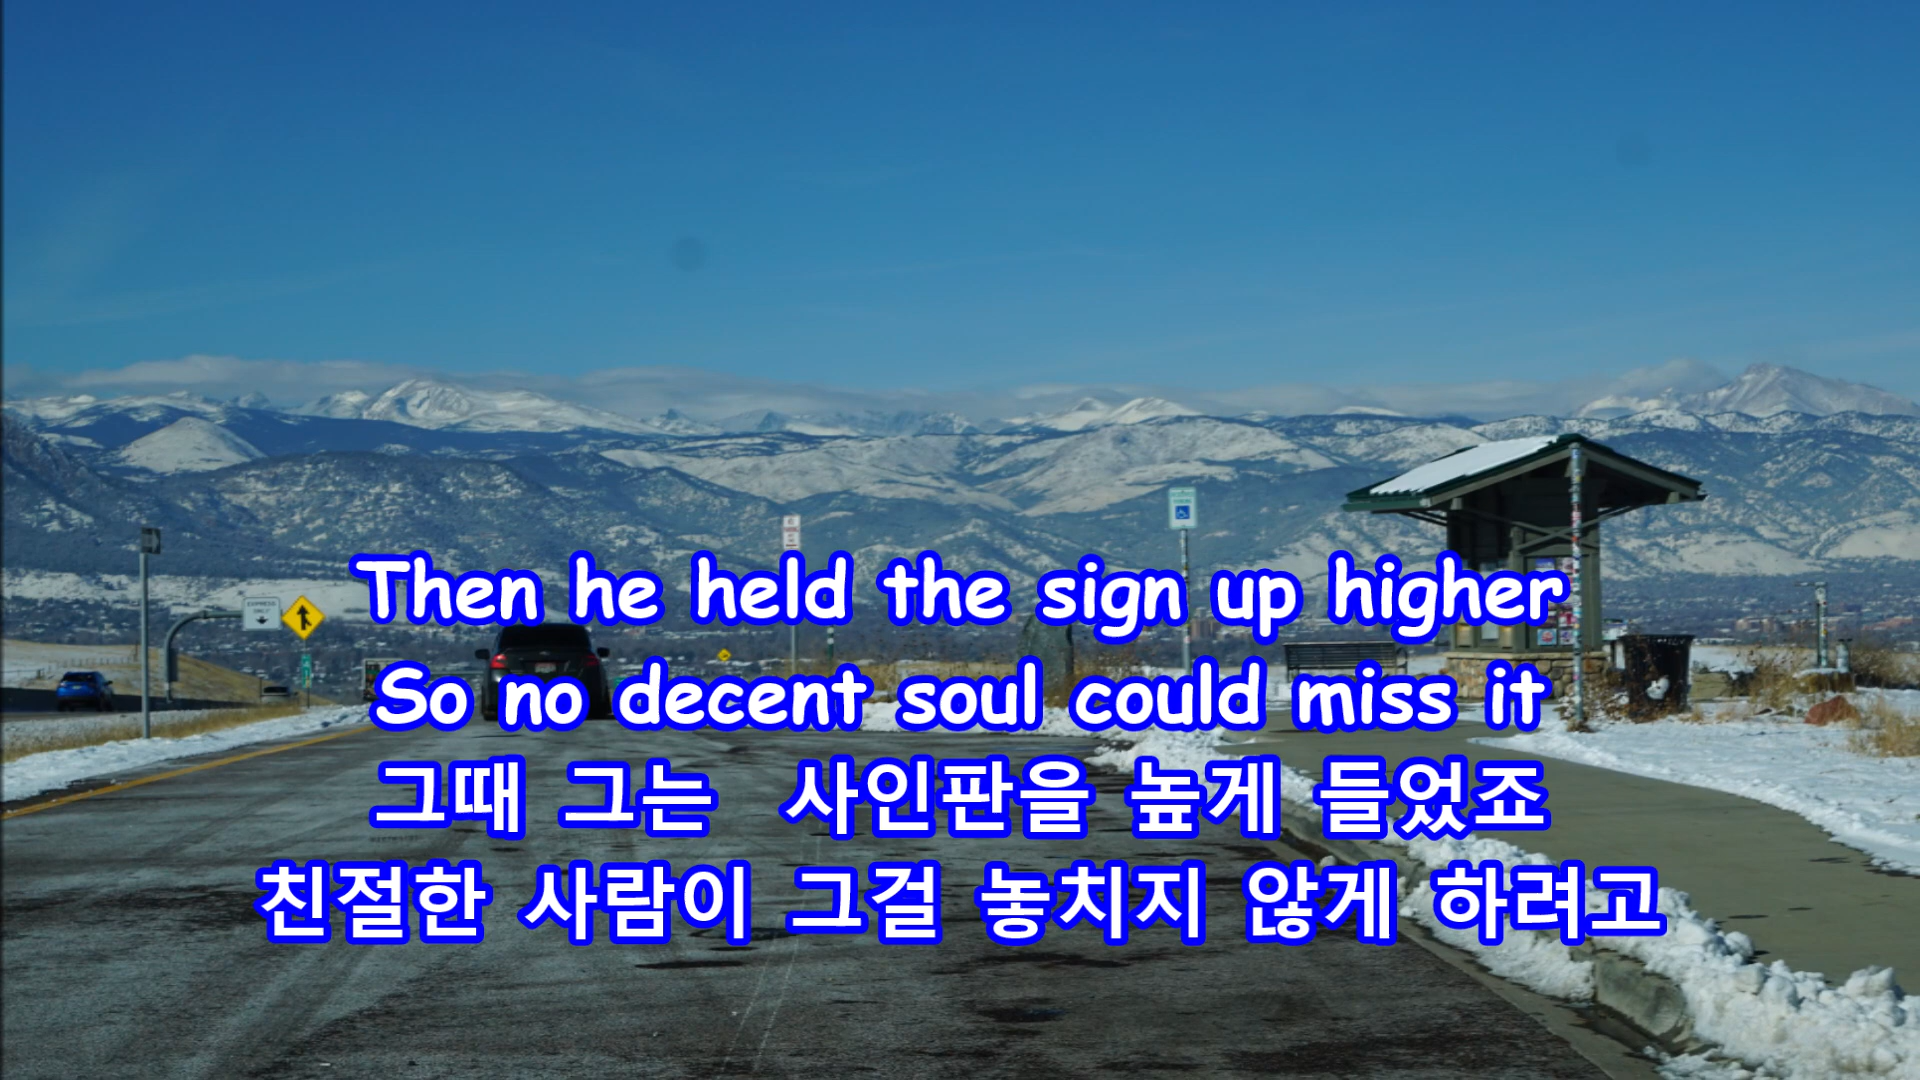 EXPRESS
ONLY
Then he held the sign up higher
So no decent soul could miss it
그때 그는 사인판을 높게 들었죠
친절한 사람이 그걸 놓치지 않게 하려고